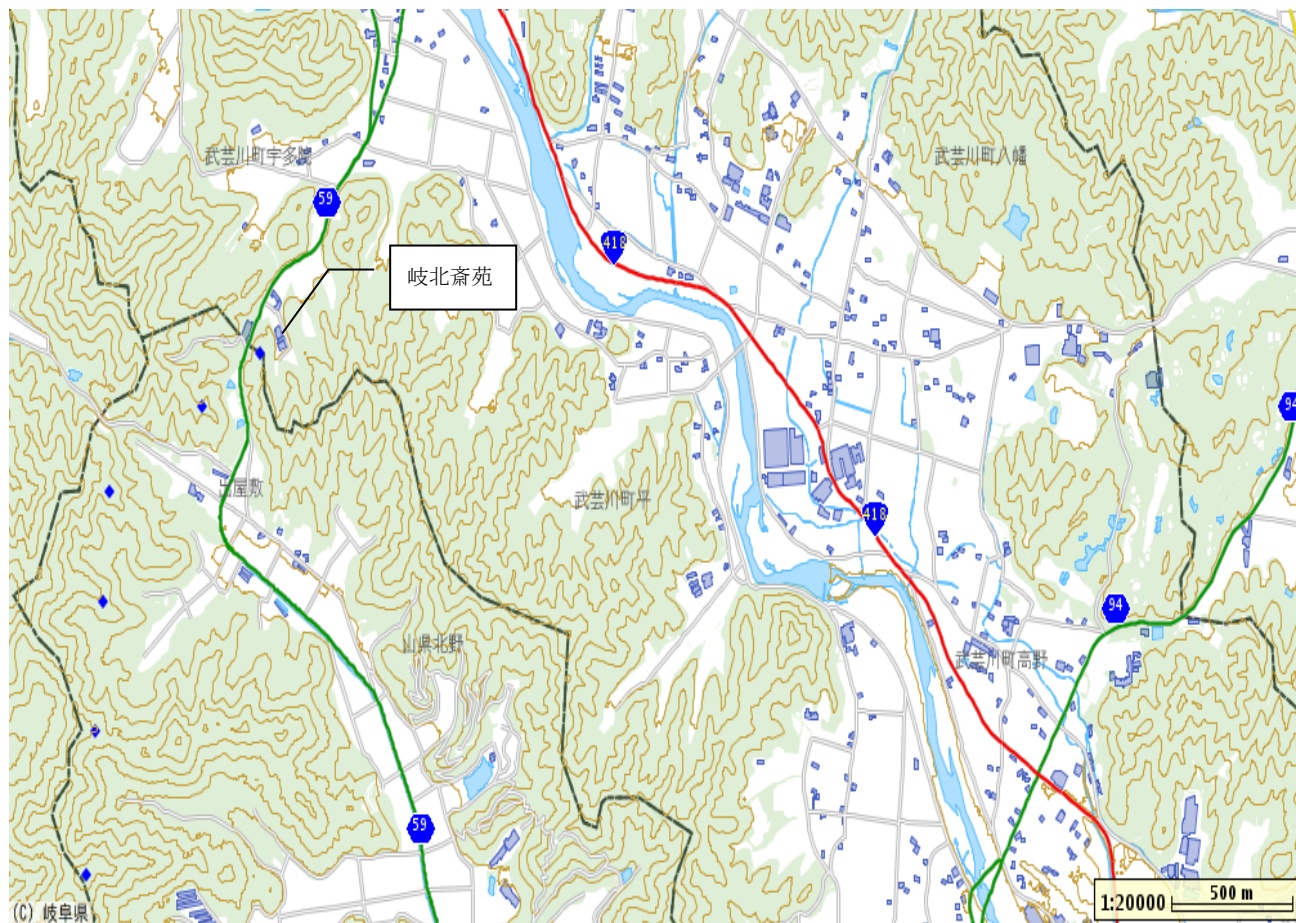 武芸川町宇多院
武芸川町八幡
59
418
岐北斎苑
94
出屋敷
武芸川町平
418
94
山県北野
武芸川町高野
59
1:20000
500 m
(C) 岐阜県